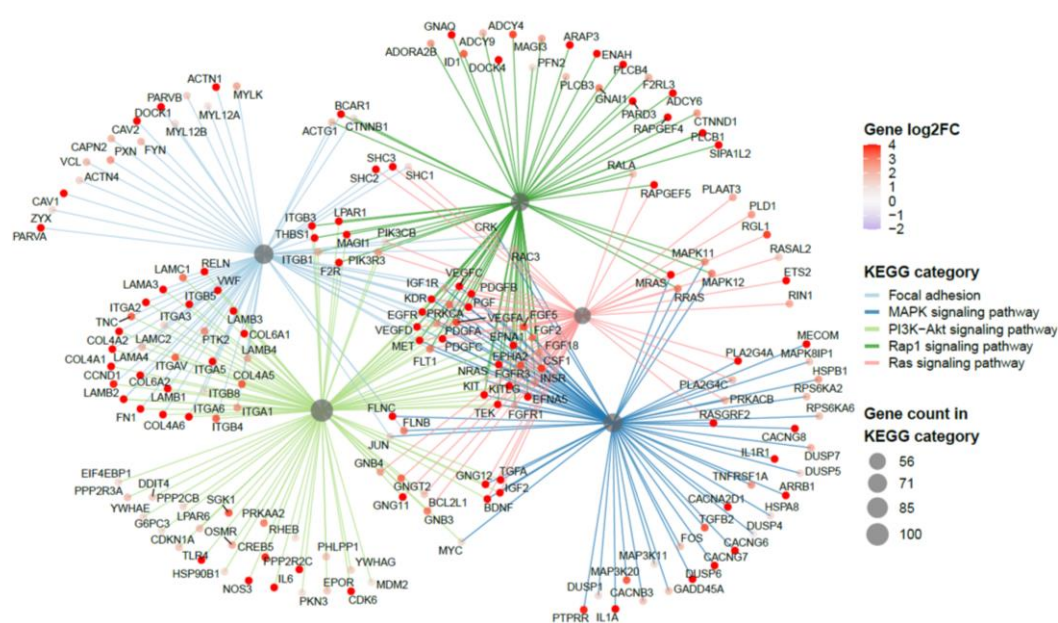 GNAO
ADCY4
ADCY9
ARAP3
ADORA2B
MAGI3
ENAH
ID1
DOCK4
PFN2
PLCB4
PLCB3
F2RL3
GNAI1
ADCY6
PARD3
RAPGEF4
CTNND1
PLCB1
SIPA1L2
ACTN1
MYLK
PARVB
DOCK1
MYL12A
CAV2
MYL12B
CAPN2
PXN
FYN
VCL
ACTN4
CAV1
ZYX
PARVA
BCAR1
ACTG1
CTNNB1
SHC3
SHC2
SHC1
RALA
RAPGEF5
PLAAT3
PLD1
RGL1
RASAL2
ETS2
RIN1
MAPK11
MAPK12
MRAS
RRAS
ITGB3
LPAR1
THBS1
MAGI1
PIK3CB
ITGB1
PIK3R3
F2R
CRK
RAC3
RELN
LAMC1
VWF
LAMA3
ITGB5
ITGA2
ITGA3
LAMB3
TNC
COL4A2
LAMC2
PTK2
COL6A1
COL4A1
LAMA4
LAMB4
ITGAV
ITGA5
CCND1
COL6A2
COL4A5
LAMB2
LAMB1
ITGB8
FN1
ITGA6
ITGA1
COL4A6
ITGB4
VEGFC
IGF1R
PDGFB
KDR
PGF
EGFR
PRKCA
VEGFA
FGF5
VEGFD
PDGFA
FGF2
EFNA1
MET
PDGFC
FGF18
FLT1
EPHA2
CSF1
NRAS
FGFR3
INSR
KIT
KITLG
EFNA5
TEK
FGFR1
FLNC
FLNB
JUN
GNB4
GNG12
TGFA
GNGT2
IGF2
GNG11
BCL2L1
BDNF
GNB3
MYC
MECOM
PLA2G4A
MAPK8IP1
HSPB1
PLA2G4C
RPS6KA2
PRKACB
RPS6KA6
RASGRF2
CACNG8
IL1R1
DUSP7
DUSP5
TNFRSF1A
ARRB1
CACNA2D1
HSPA8
TGFB2
DUSP4
FOS
CACNG6
CACNG7
MAP3K11
MAP3K20
DUSP6
DUSP1
GADD45A
CACNB3
PTPRR
IL1A
EIF4EBP1
DDIT4
PPP2R3A
PPP2CB
SGK1
YWHAE
LPAR6
PRKAA2
G6PC3
OSMR
RHEB
CDKN1A
CREB5
PHLPP1
TLR4
PPP2R2C
YWHAG
HSP90B1
IL6
EPOR
MDM2
NOS3
PKN3
CDK6
Gene log2FC
4
3
2
1
0
−1
−2
KEGG category
Focal adhesion
MAPK signaling pathway
PI3K−Akt signaling pathway
Rap1 signaling pathway
Ras signaling pathway
Gene count in
KEGG category
56
71
85
100